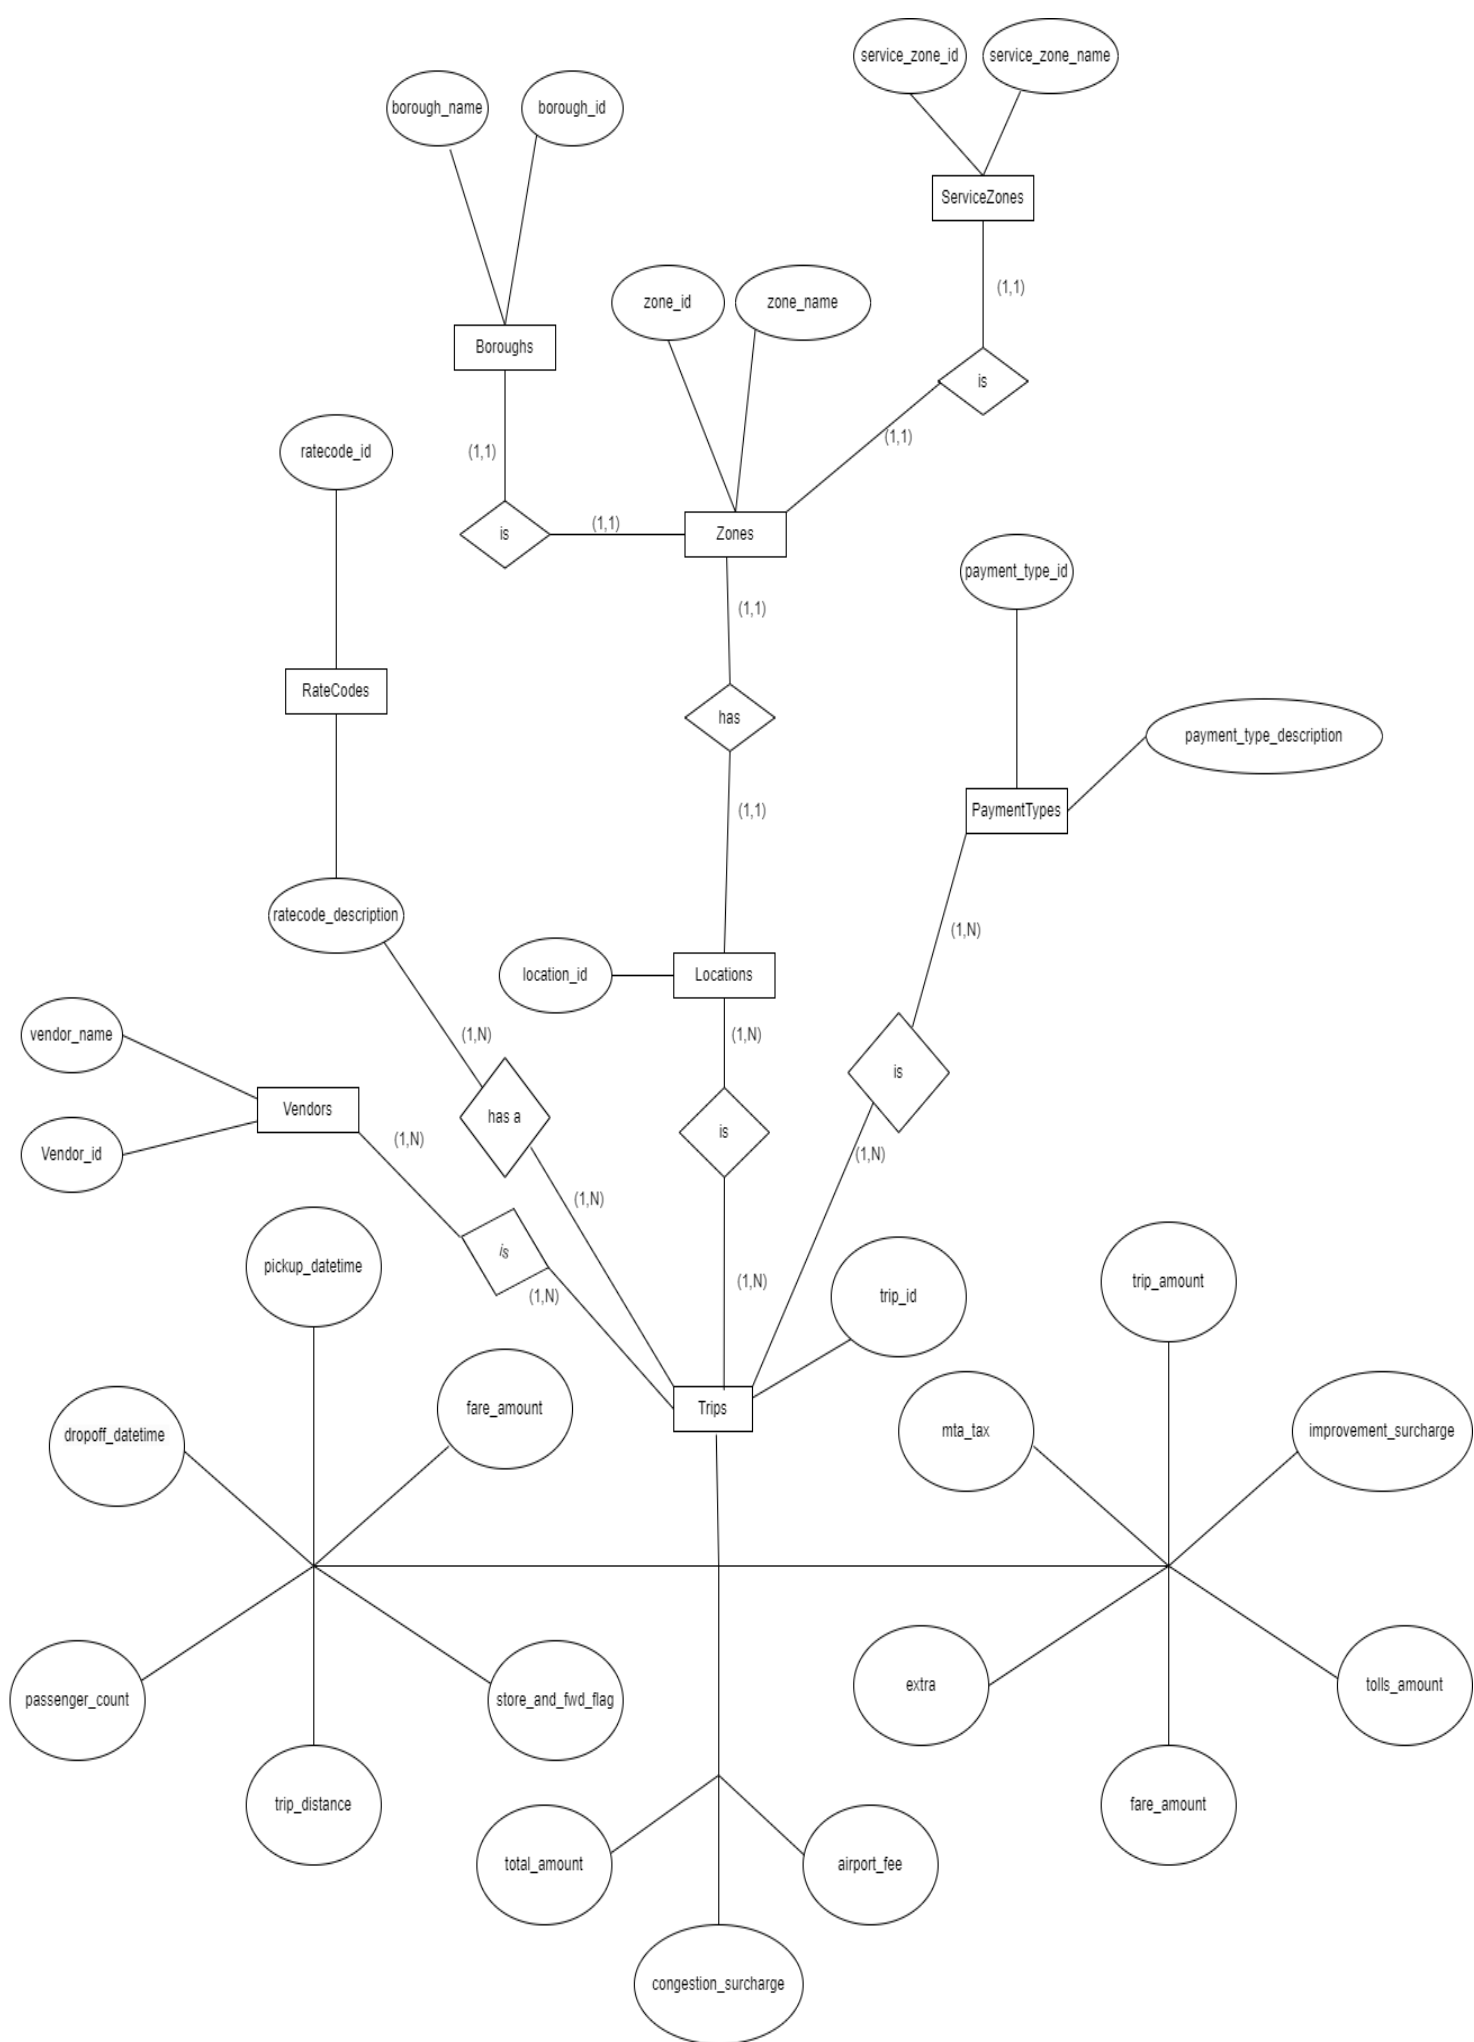 service_zone_id
service_zone_name
borough_name
borough_id
ServiceZones
(1,1)
zone_id
zone_name
Boroughs
is
(1,1)
ratecode_id
(1,1)
(1,1)
is
Zones
payment_type_id
(1,1)
RateCodes
has
payment_type_description
(1,1)
PaymentTypes
ratecode_description
(1,N)
location_id
Locations
vendor_name
(1,N)
(1,N)
is
Vendors
has a
is
(1,N)
(1,N)
Vendor_id
(1,N)
is
pickup_datetime
(1,N)
(1,N)
trip_id
trip_amount
fare_amount
Trips
dropoff_datetime
mta_tax
improvement_surcharge
passenger_count
store_and_fwd_flag
extra
tolls_amount
trip_distance
fare_amount
total_amount
airport_fee
congestion_surcharge